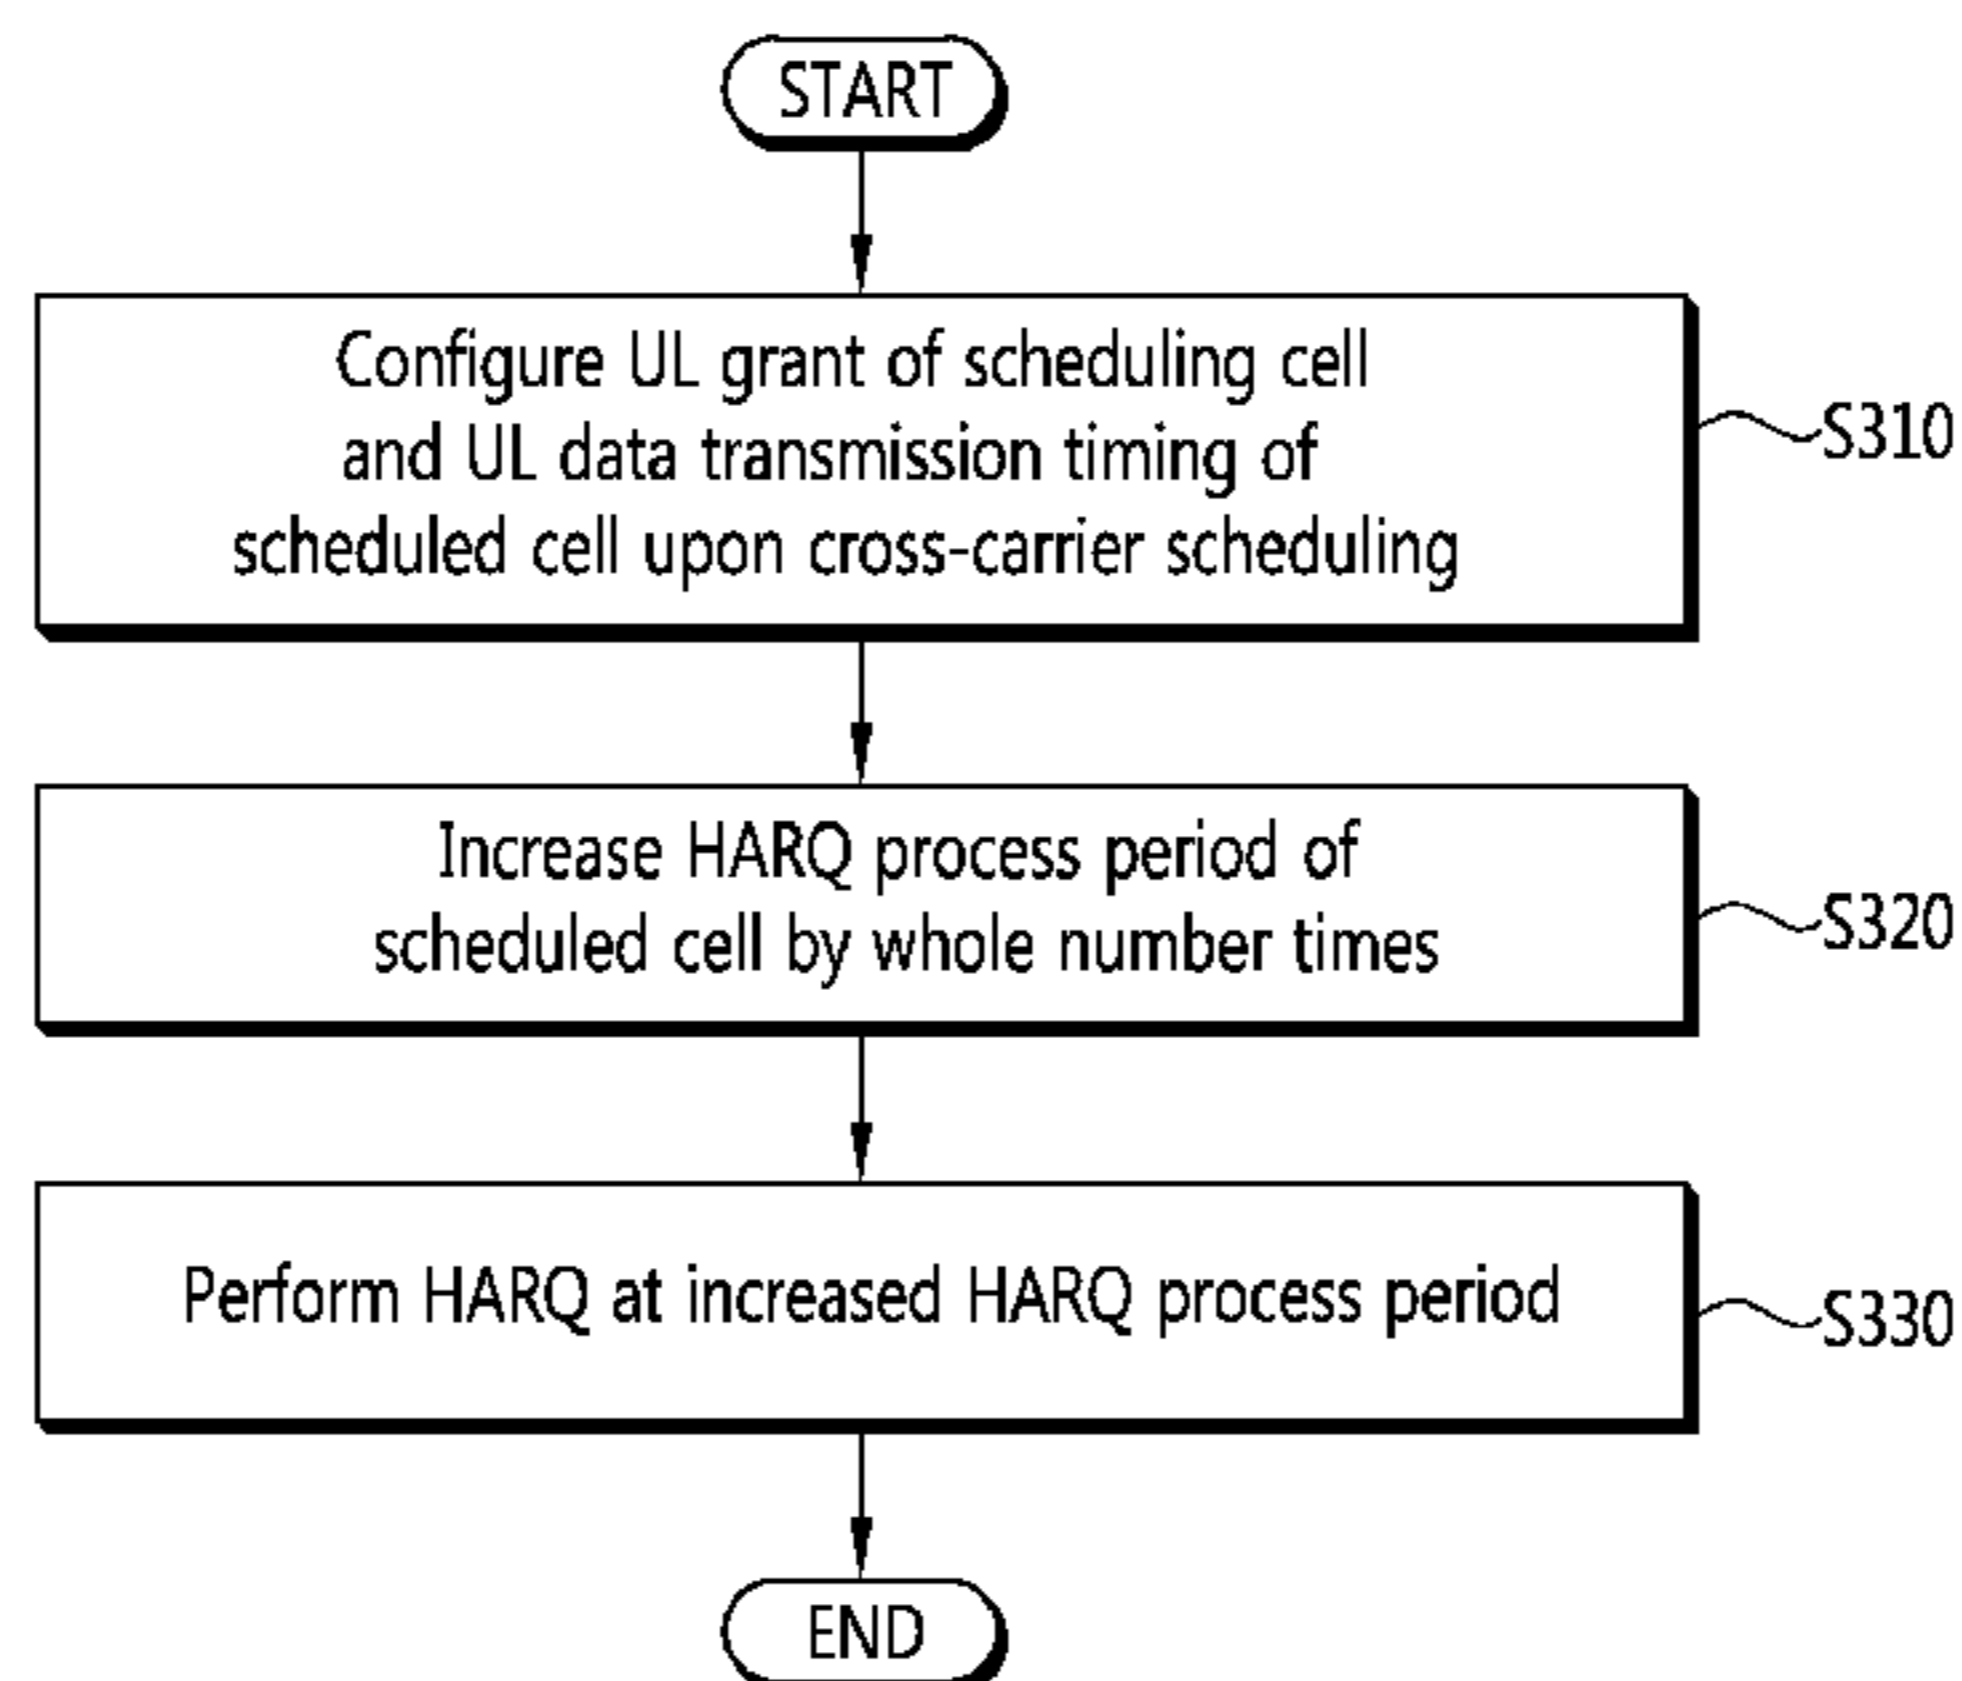 START
Configure UL grant of scheduling cell
and UL data transmission timing of
scheduled cell upon cross-carrier scheduling
S310
Increase HARQ process period of
scheduled cell by whole number times
S320
Perform HARQ at increased HARQ process period
S330
END